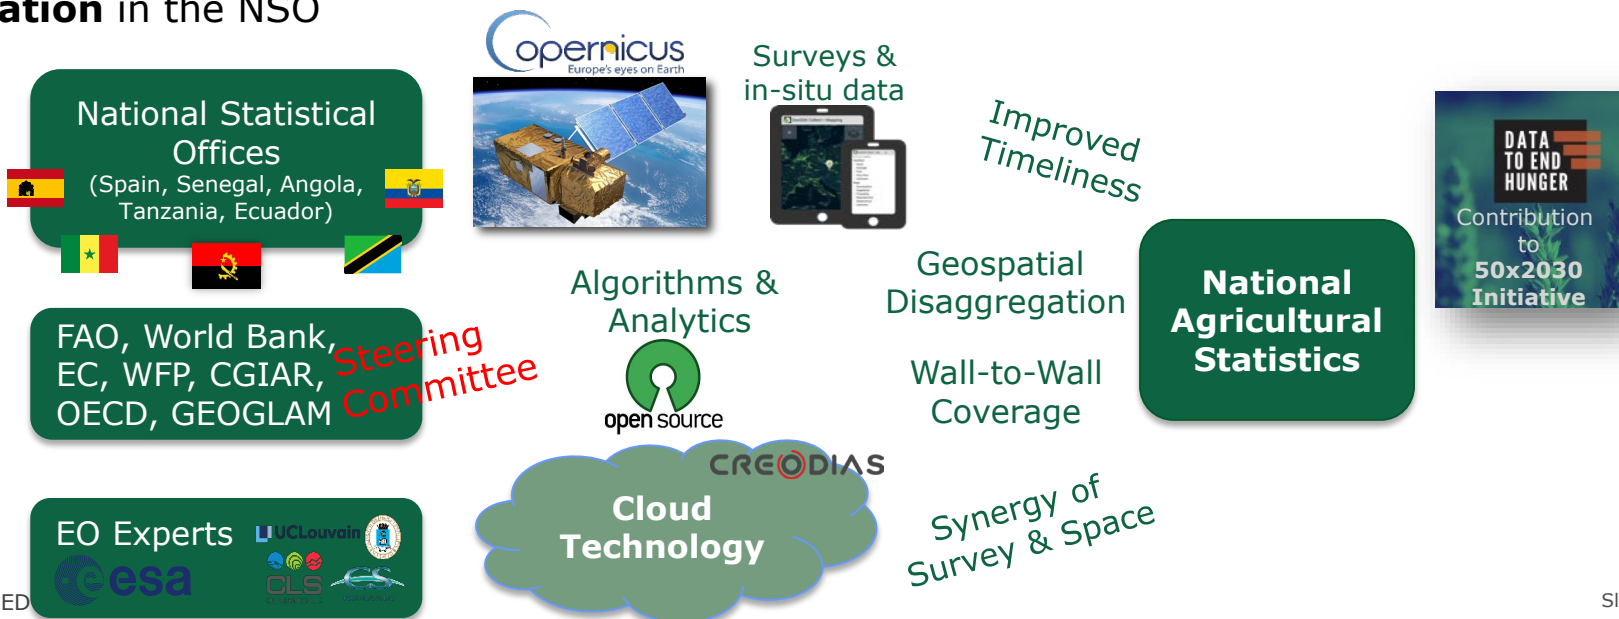 ation in the NSO
National Statistical
Offices
(Spain, Senegal, Angola,
Tanzania, Ecuador)
FAO, World Bank,
EC, WFP, CGIAR,
OECD, GEOGLAM
Steering
Committee
EO Experts
UCLouvain
esa
CLS
CS
ED
opernicus
Europe's eyes on Earth
Surveys &
in-situ data
Algorithms &
Analytics
open source
CREODIAS
Cloud
Technology
Improved
Timeliness
Geospatial
Disaggregation
Wall-to-Wall
Coverage
Synergy of
Survey & Space
National
Agricultural
Statistics
DATA
TO END
HUNGER
Contribution
to
50x2030
Initiative
Sl